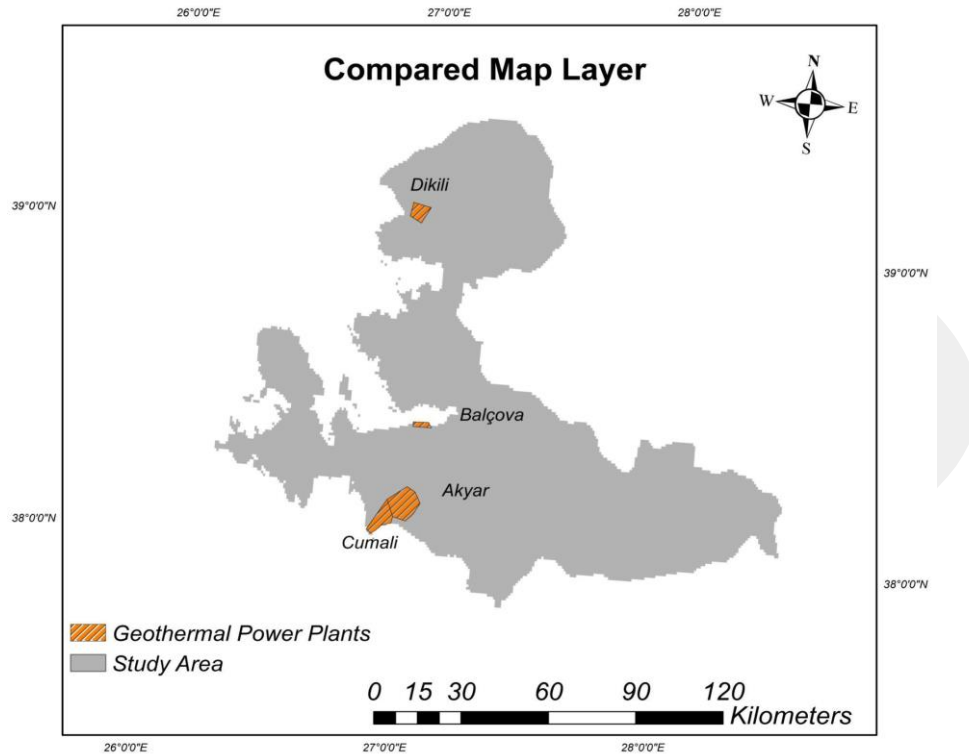 26°0'0"E 27°0'0"E 28°0'0"E
Compared Map Layer
N
W E
S
Dikili
39°0'0"N
39°0'0"N
Balçova
Akyar
38°0'0"N
Cumali
38°0'0"N
Geothermal Power Plants
Study Area
0 15 30 60 90 120
Kilometers
26°0'0"E 27°0'0"E 28°0'0"E